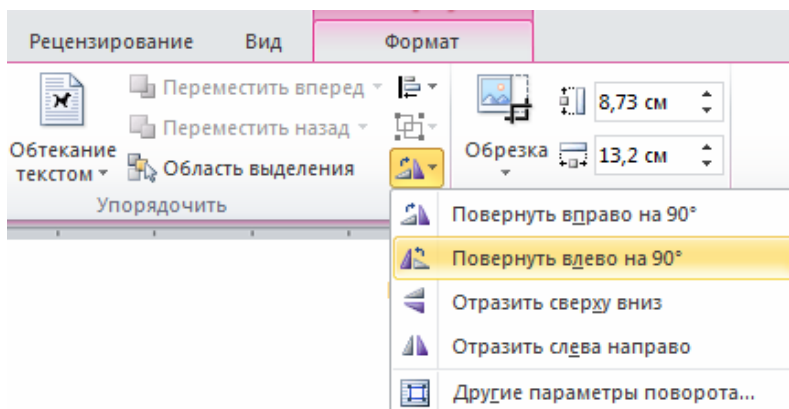 Рецензирование Вид Формат
Переместить вперед
8,73 см
Переместить назад
Обтекание текстом
Область выделения
Обрезка
13,2 см
Упорядочить
Повернуть вправо на 90°
Повернуть влево на 90°
Отразить сверху вниз
Отразить слева направо
Другие параметры поворота...